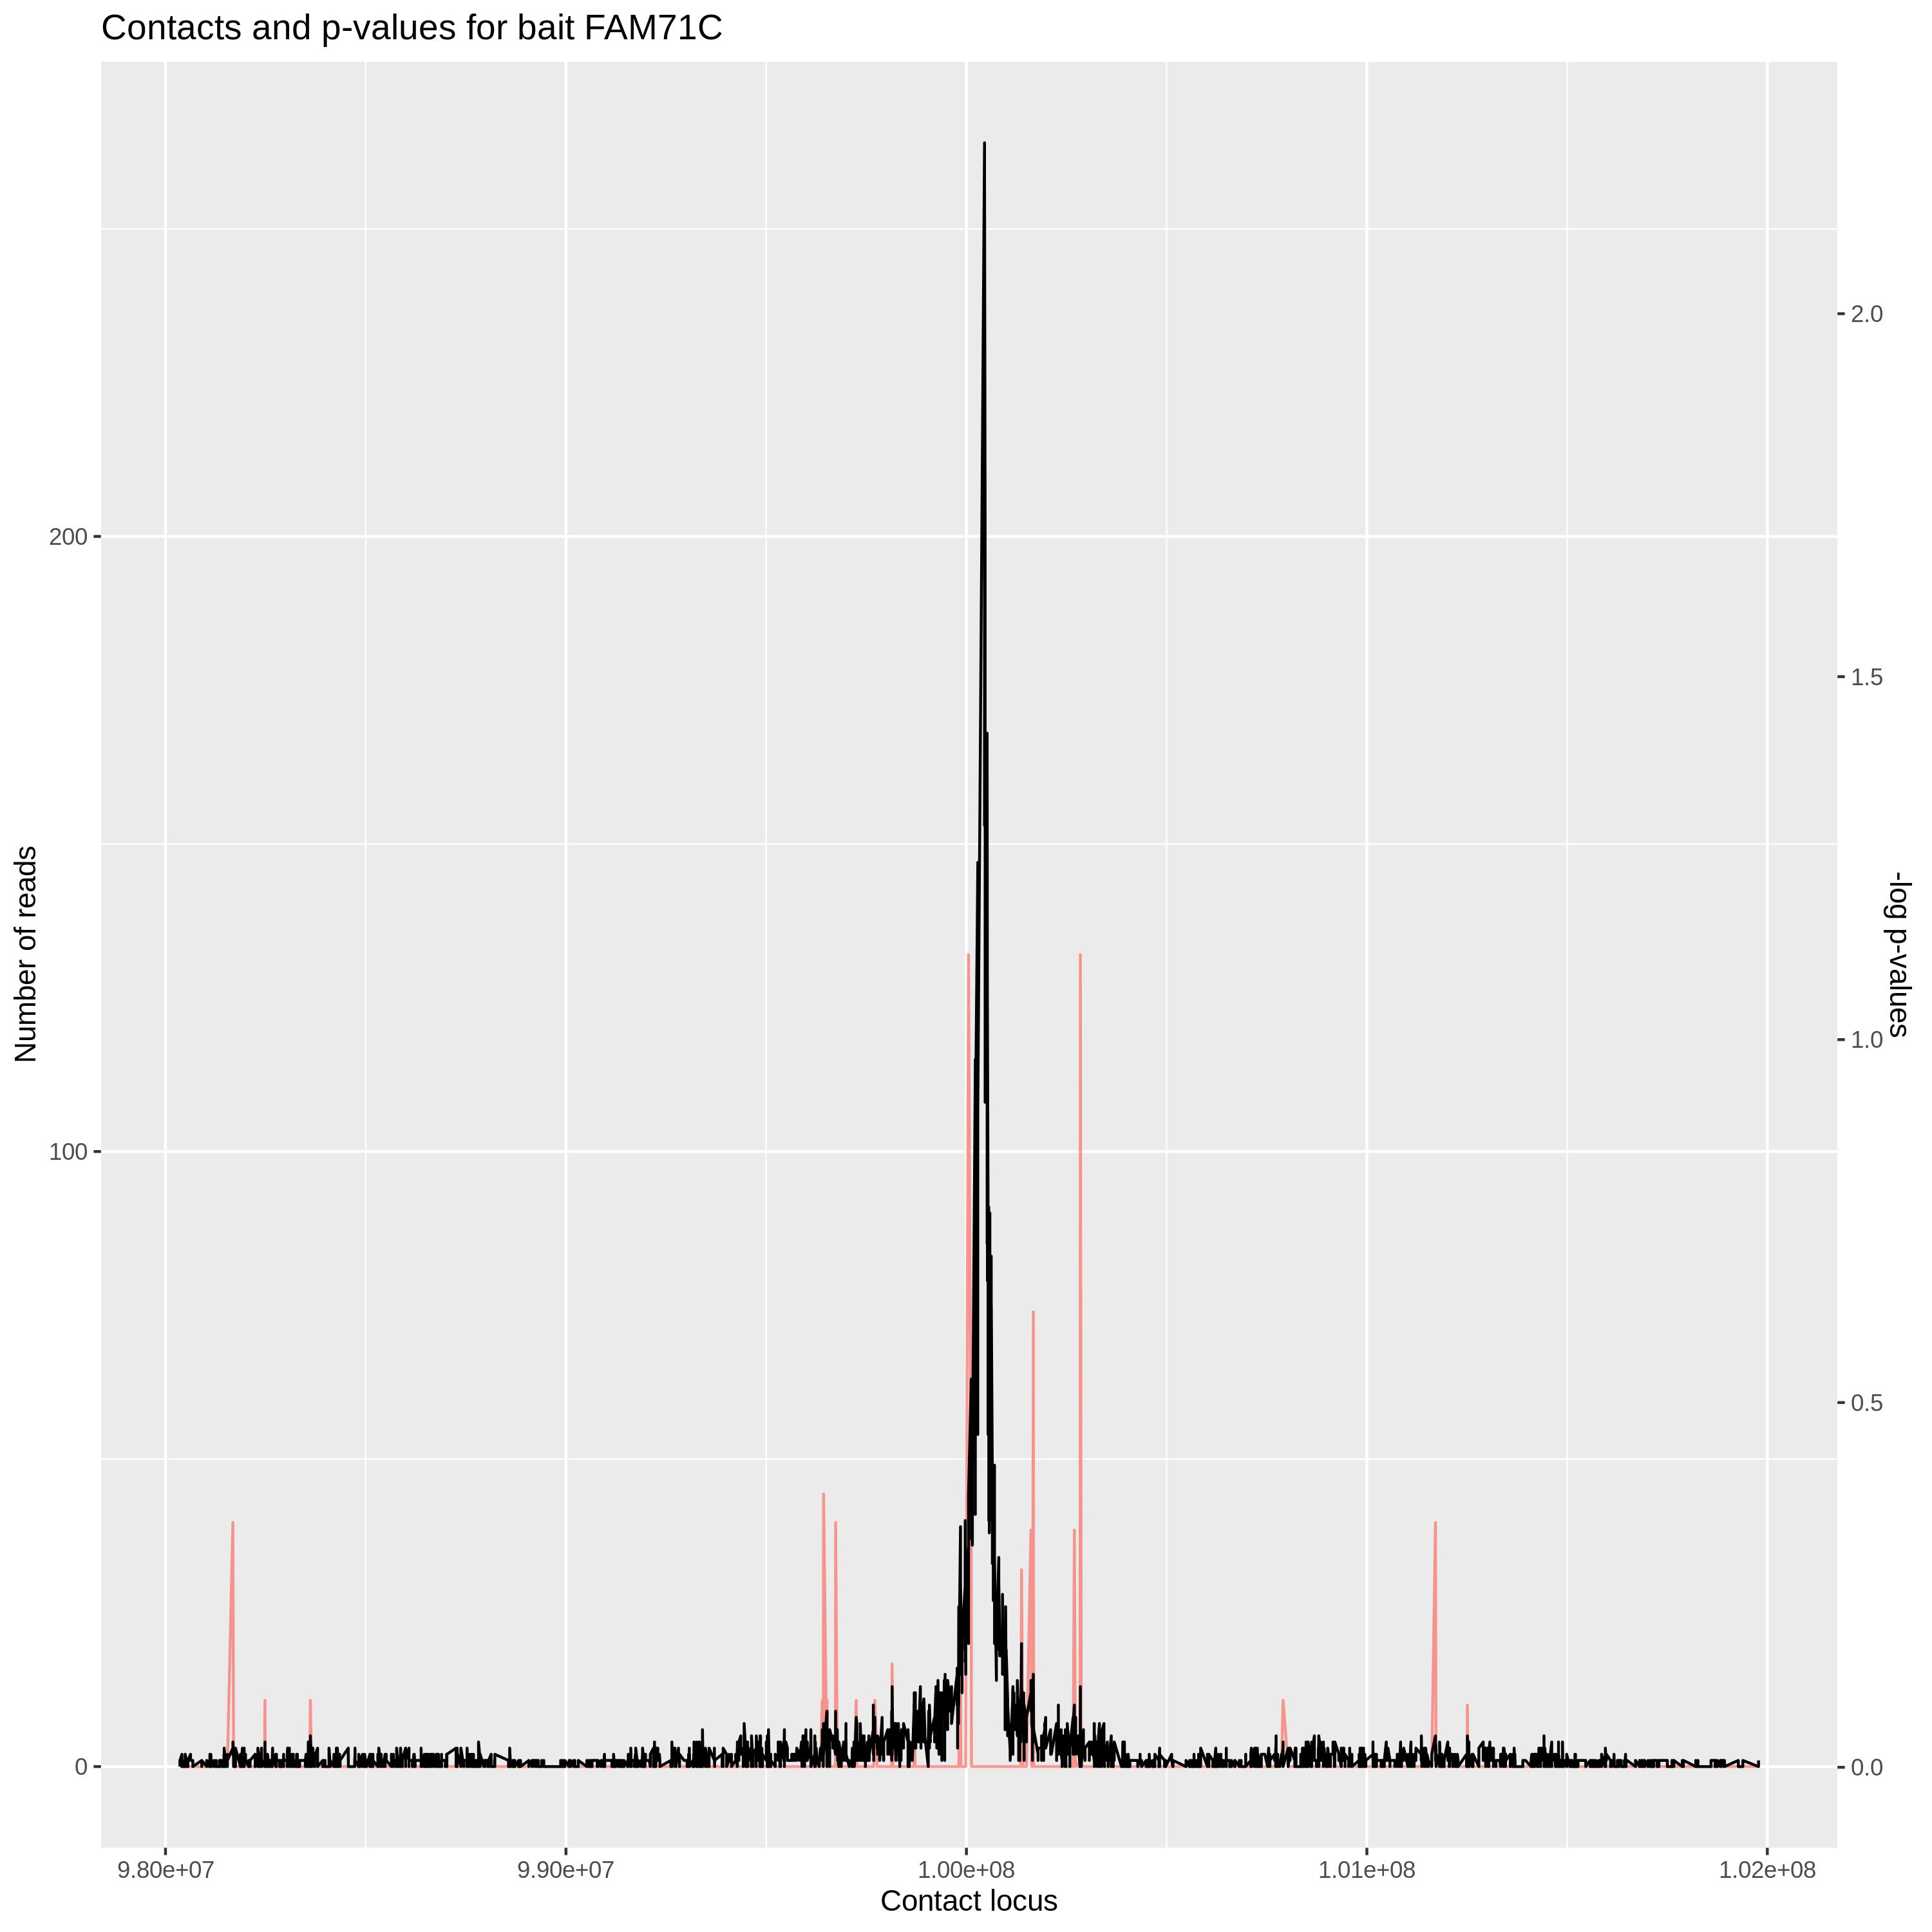 Contacts and p-values for bait FAM71C
Number of reads
200
100
0
2.0
1.5
1.0
0.5
0.0
-log p-values
9.80e+07
9.90e+07
1.00e+08
1.01e+08
1.02e+08
Contact locus